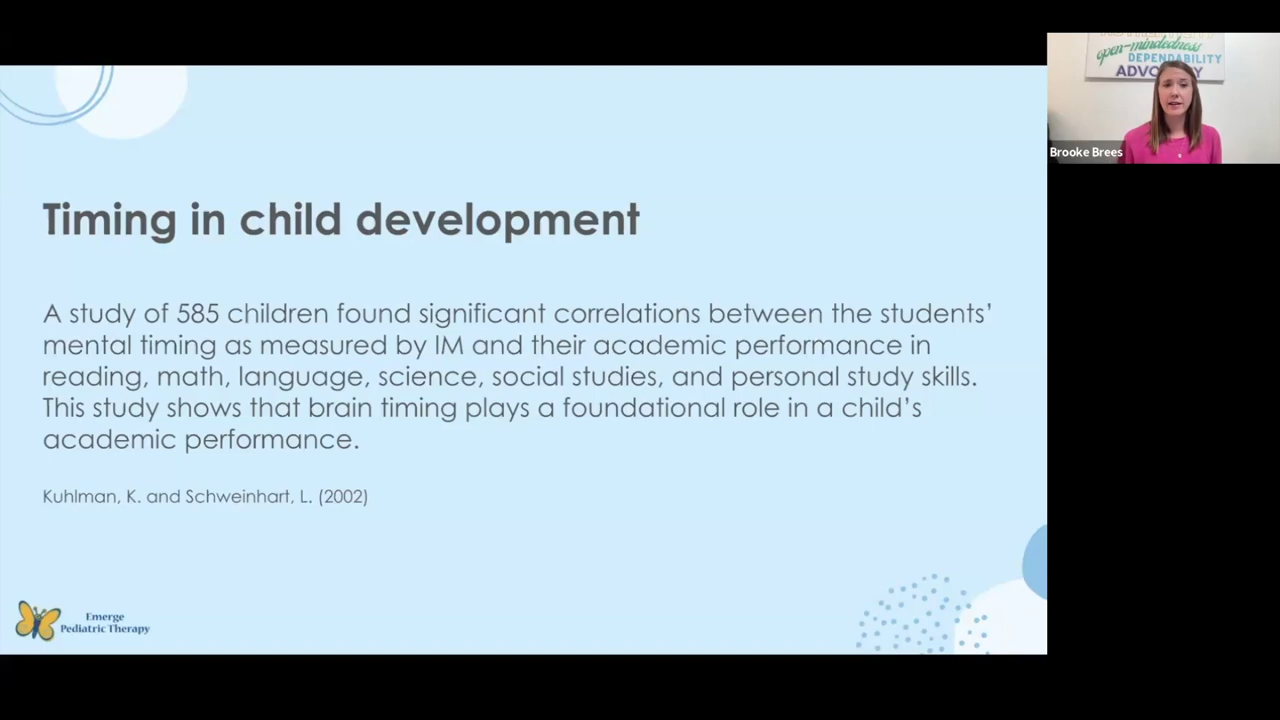 Timing in child development
A study of 585 children found significant correlations between the students’
mental timing as measured by IM and their academic performance in
reading, math, language, science, social studies, and personal study skills.
This study shows that brain timing plays a foundational role in a child’s
academic performance.
Kuhlman, K. and Schweinhart, L. (2002)
Emerge
Pediatric Therapy
open-mindedness
DEPENDABILITY
Brooke Brees